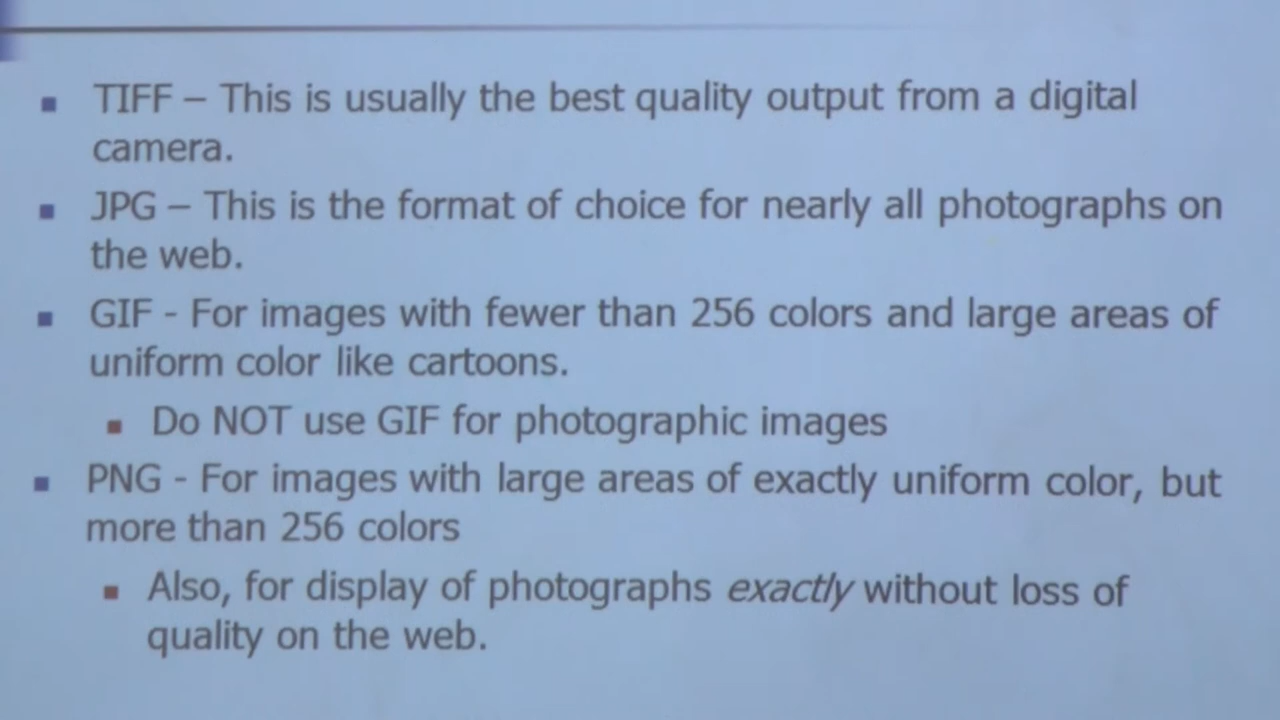 TIFF – This is usually the best quality output from a digital
camera.
JPG – This is the format of choice for nearly all photographs on
the web.
GIF - For images with fewer than 256 colors and large areas of
uniform color like cartoons.
Do NOT use GIF for photographic images
PNG - For images with large areas of exactly uniform color, but
more than 256 colors
Also, for display of photographs exactly without loss of
quality on the web.